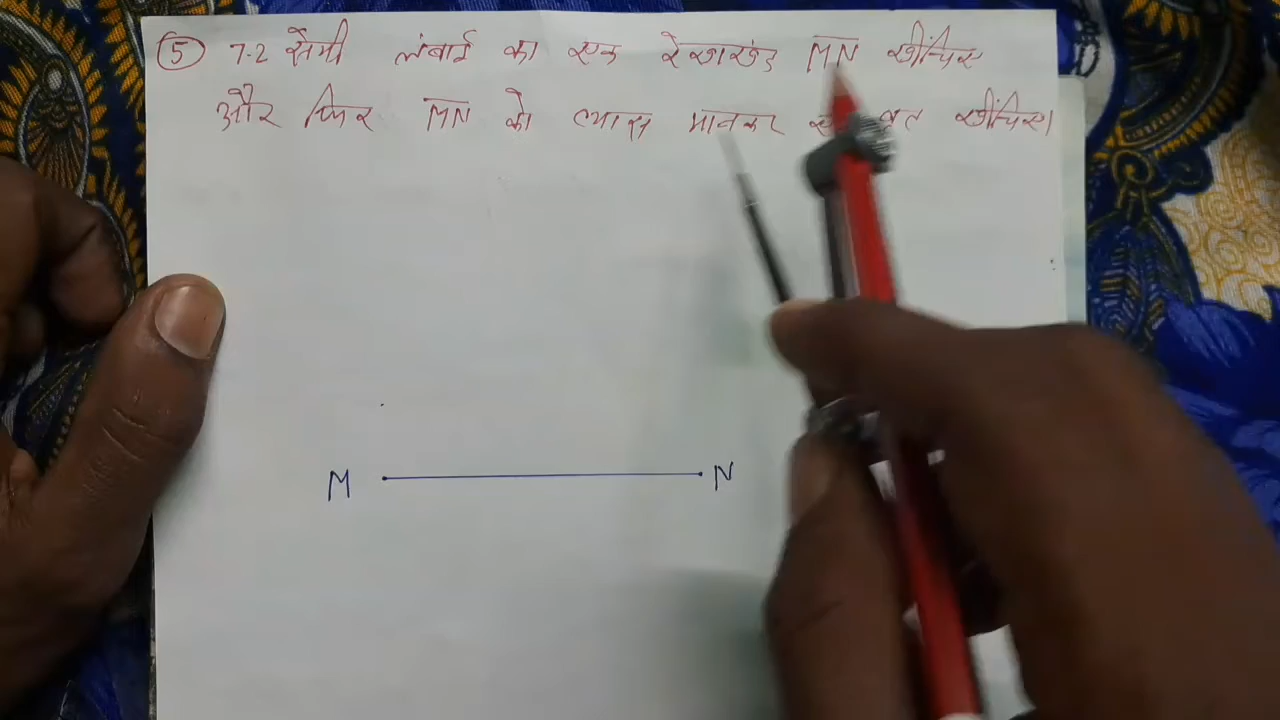 ⑤ 7.2 सेमी लंबाई का एक रेखाखंड MN खींचिए
और फिर MN को व्यास मानकर वृत खींचिए।
M N